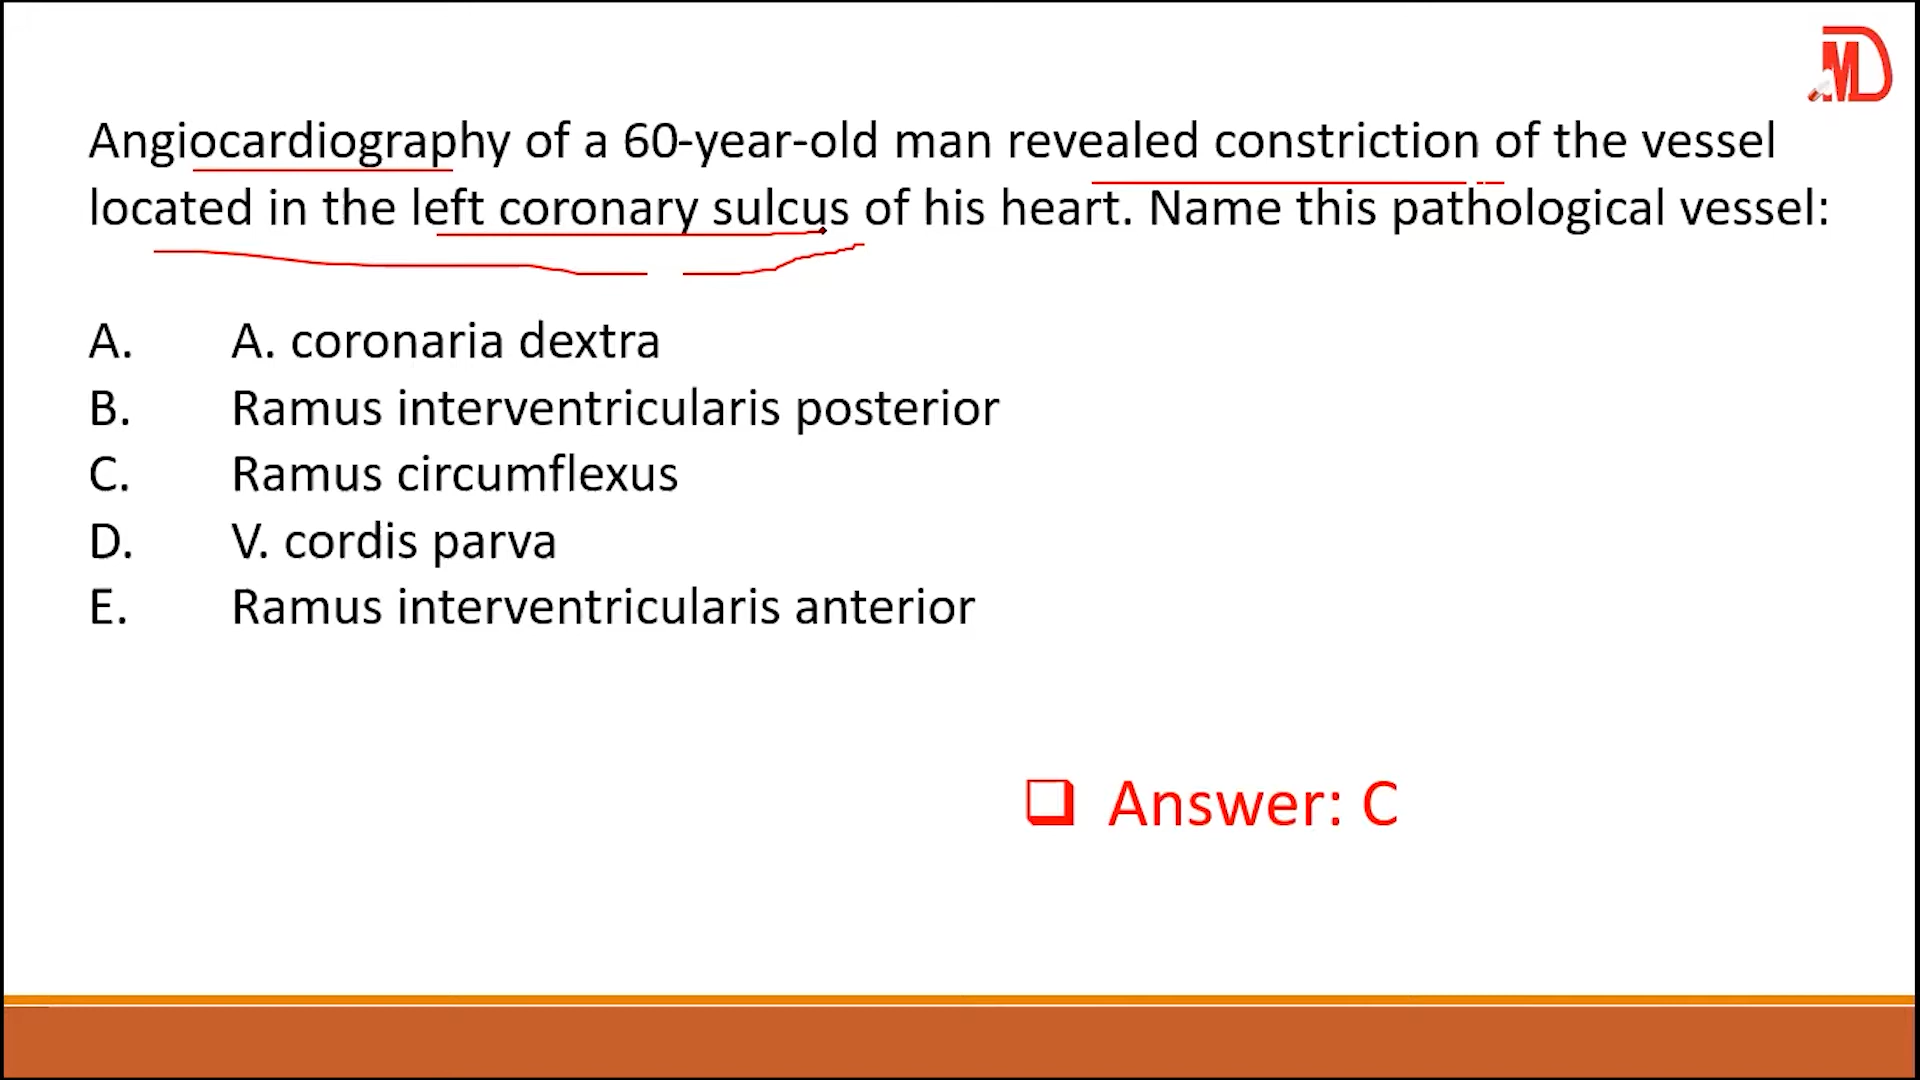 MD
Angiocardiography of a 60-year-old man revealed constriction of the vessel
located in the left coronary sulcus of his heart. Name this pathological vessel:
A. A. coronaria dextra
B. Ramus interventricularis posterior
C. Ramus circumflexus
D. V. cordis parva
E. Ramus interventricularis anterior
Answer: C